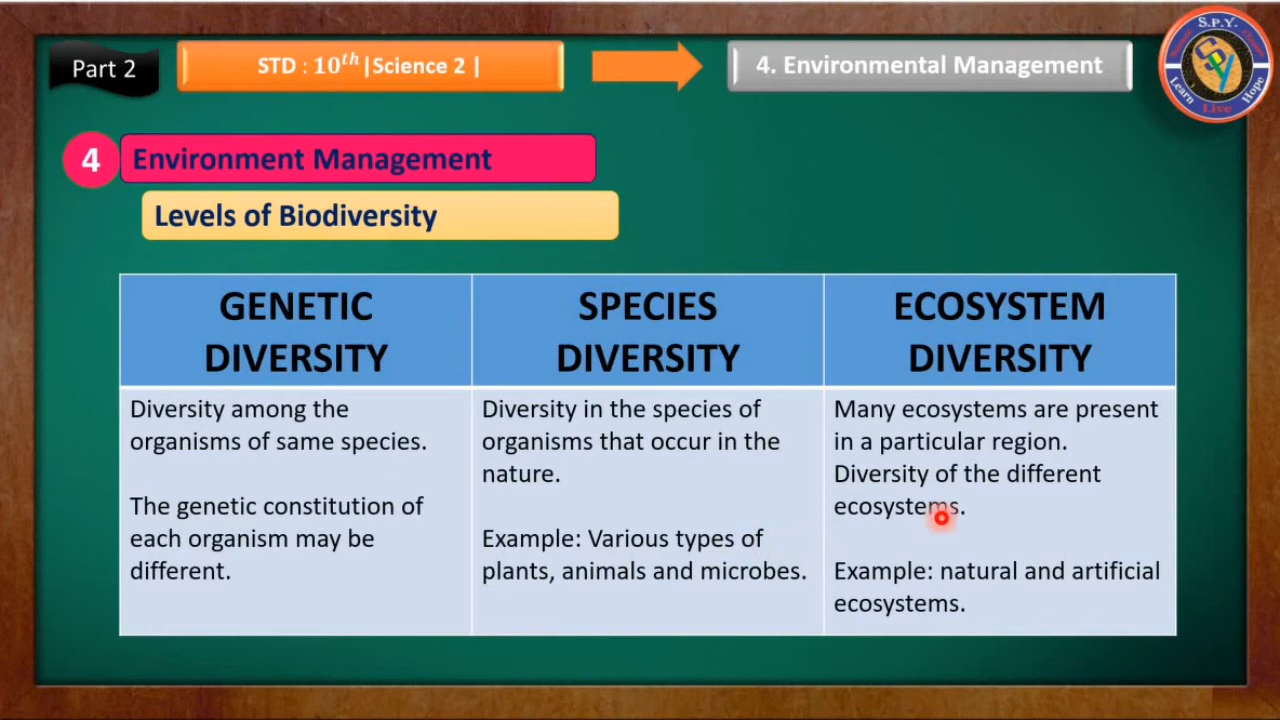 Part 2
STD : 10th |Science 2 |
4. Environmental Management
S.P.Y.
Learn
Live
Hope
4
Environment Management
Levels of Biodiversity
GENETIC
DIVERSITY
SPECIES
DIVERSITY
ECOSYSTEM
DIVERSITY
Diversity among the
organisms of same species.
The genetic constitution of
each organism may be
different.
Diversity in the species of
organisms that occur in the
nature.
Example: Various types of
plants, animals and microbes.
Many ecosystems are present
in a particular region.
Diversity of the different
ecosystems.
Example: natural and artificial
ecosystems.